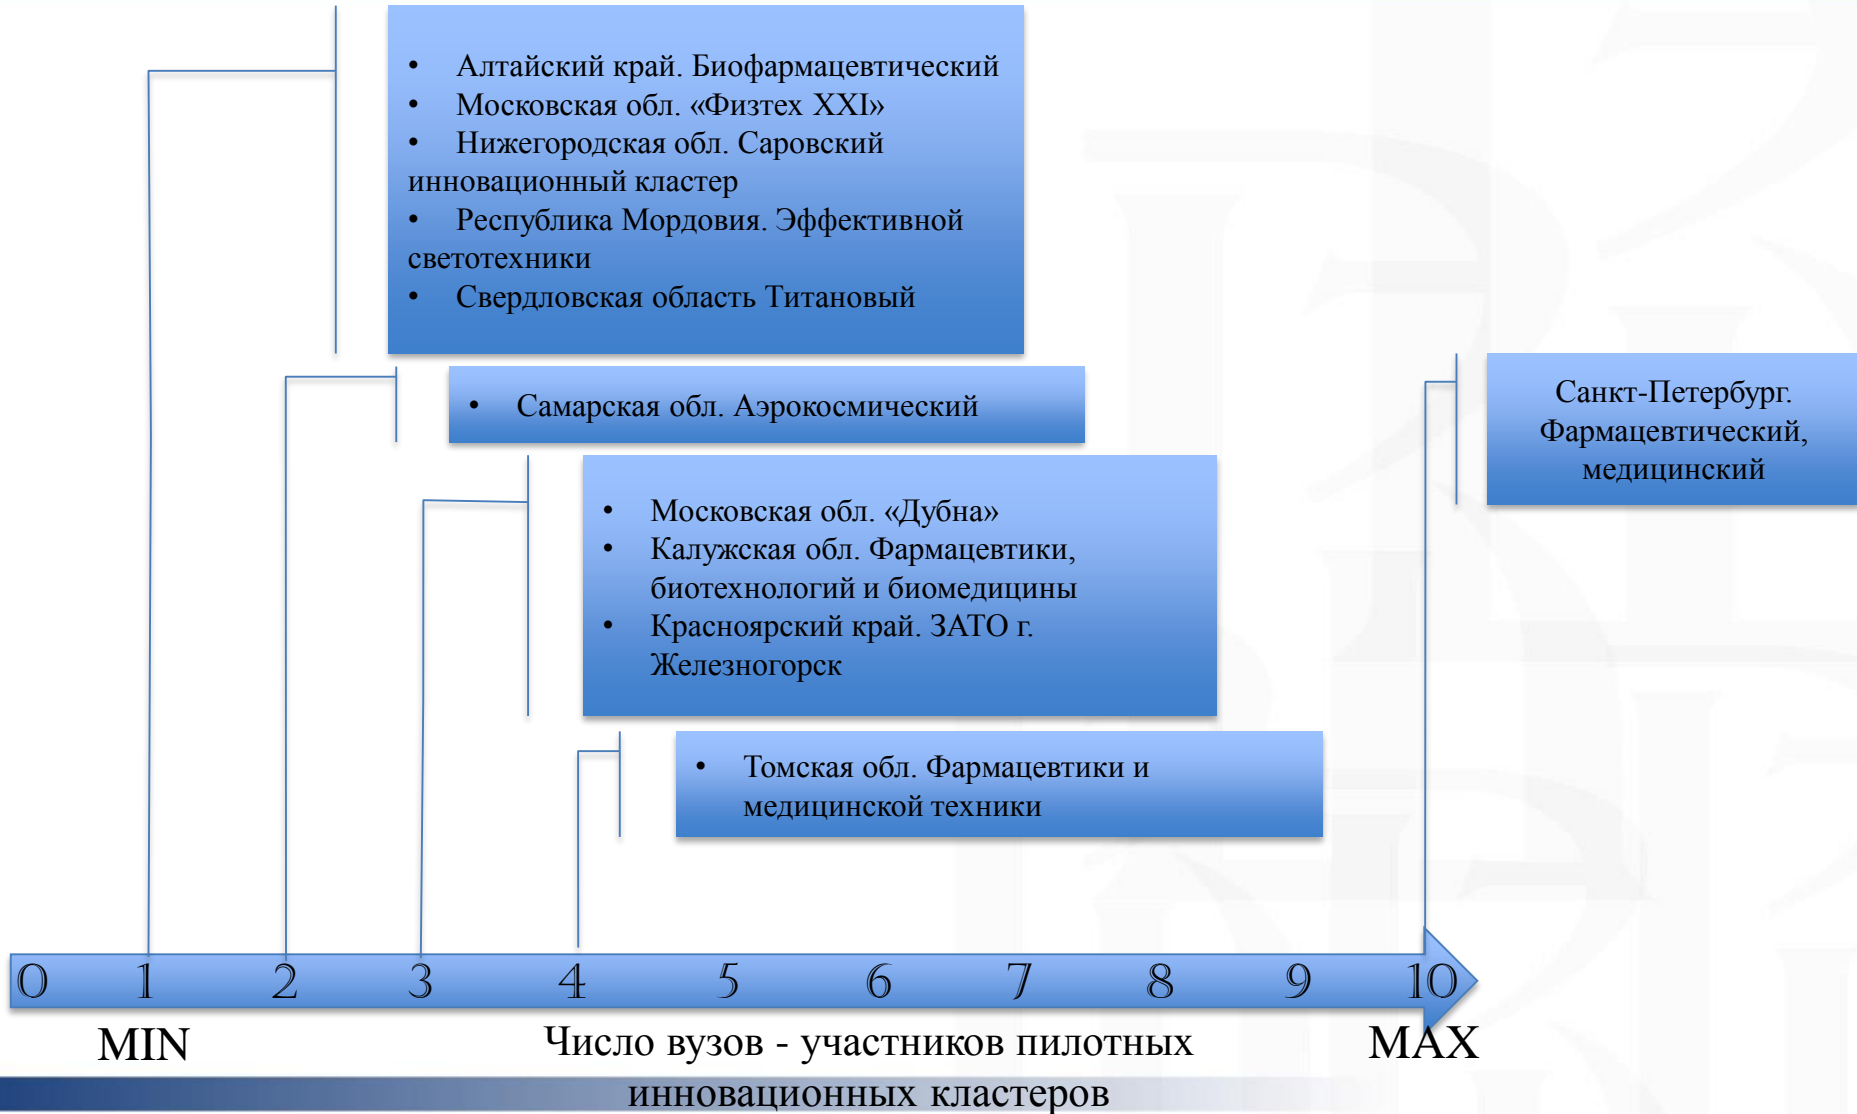 • Алтайский край. Биофармацевтический
• Московская обл. «Физтех XXI»
• Нижегородская обл. Саровский
инновационный кластер
• Республика Мордовия. Эффективной
светотехники
• Свердловская область Титановый
• Самарская обл. Аэрокосмический
Санкт-Петербург.
Фармацевтический,
медицинский
• Московская обл. «Дубна»
• Калужская обл. Фармацевтики,
биотехнологий и биомедицины
• Красноярский край. ЗАТО г.
Железногорск
• Томская обл. Фармацевтики и
медицинской техники
0 1 2 3 4 5 6 7 8 9 10
MIN Число вузов - участников пилотных MAX
инновационных кластеров